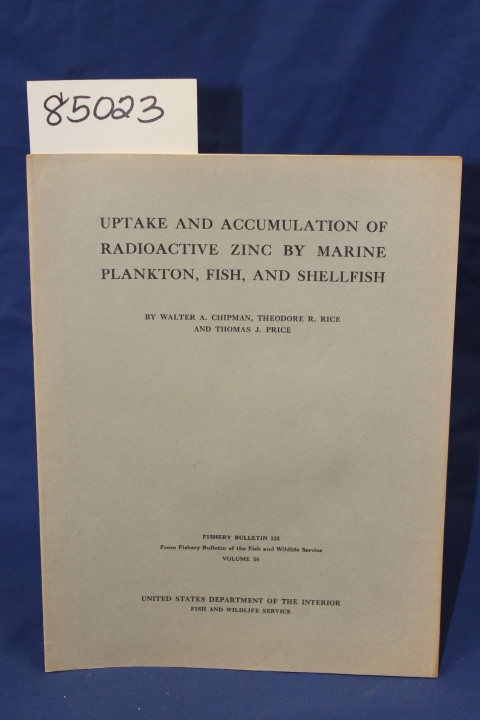 85023
UPTAKE AND ACCUMULATION OF
RADIOACTIVE ZINC BY MARINE
PLANKTON, FISH, AND SHELLFISH
BY WALTER A. CHIPMAN, THEODORE R. RICE
AND THOMAS J. PRICE
FISHERY BULLETIN 135
From Fishery Bulletin of the Fish and Wildlife Service
VOLUME 58
UNITED STATES DEPARTMENT OF THE INTERIOR
FISH AND WILDLIFE SERVICE